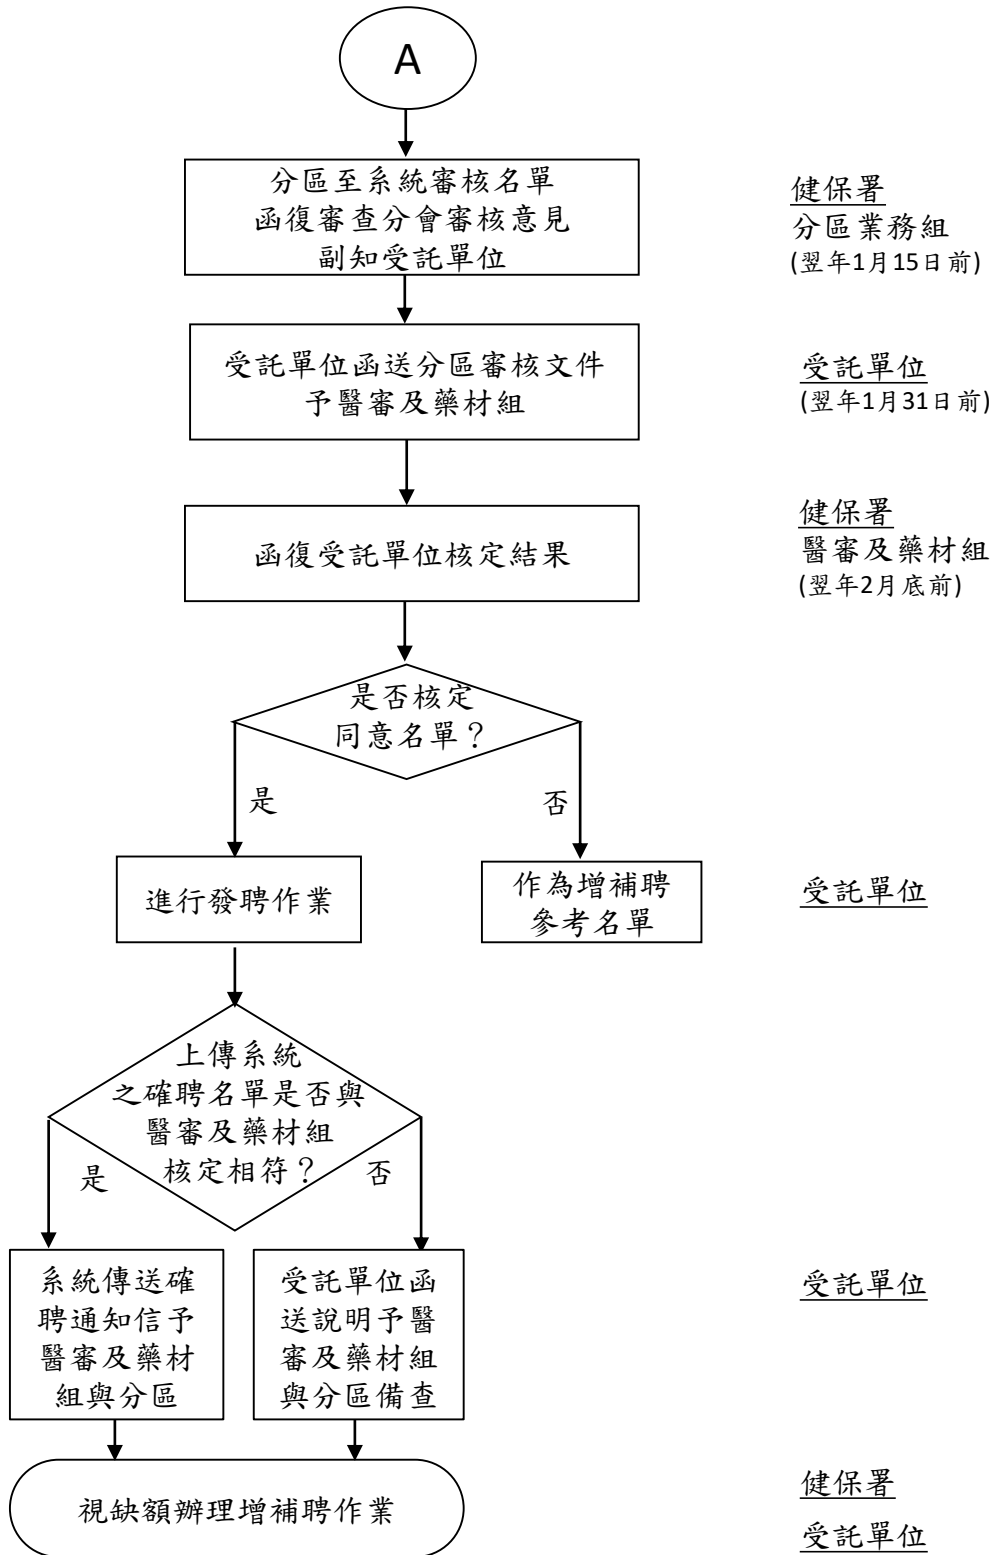 A
分區至系統審核名單
函復審查分會審核意見
副知受託單位
健保署
分區業務組
(翌年1月15日前)
受託單位函送分區審核文件
予醫審及藥材組
受託單位
(翌年1月31日前)
函復受託單位核定結果
健保署
醫審及藥材組
(翌年2月底前)
是否核定
同意名單？
是
否
進行發聘作業
作為增補聘
參考名單
受託單位
上傳系統
之確聘名單是否與
醫審及藥材組
核定相符？
是
否
系統傳送確
聘通知信予
醫審及藥材
組與分區
受託單位函
送說明予醫
審及藥材組
與分區備查
受託單位
視缺額辦理增補聘作業
健保署
受託單位